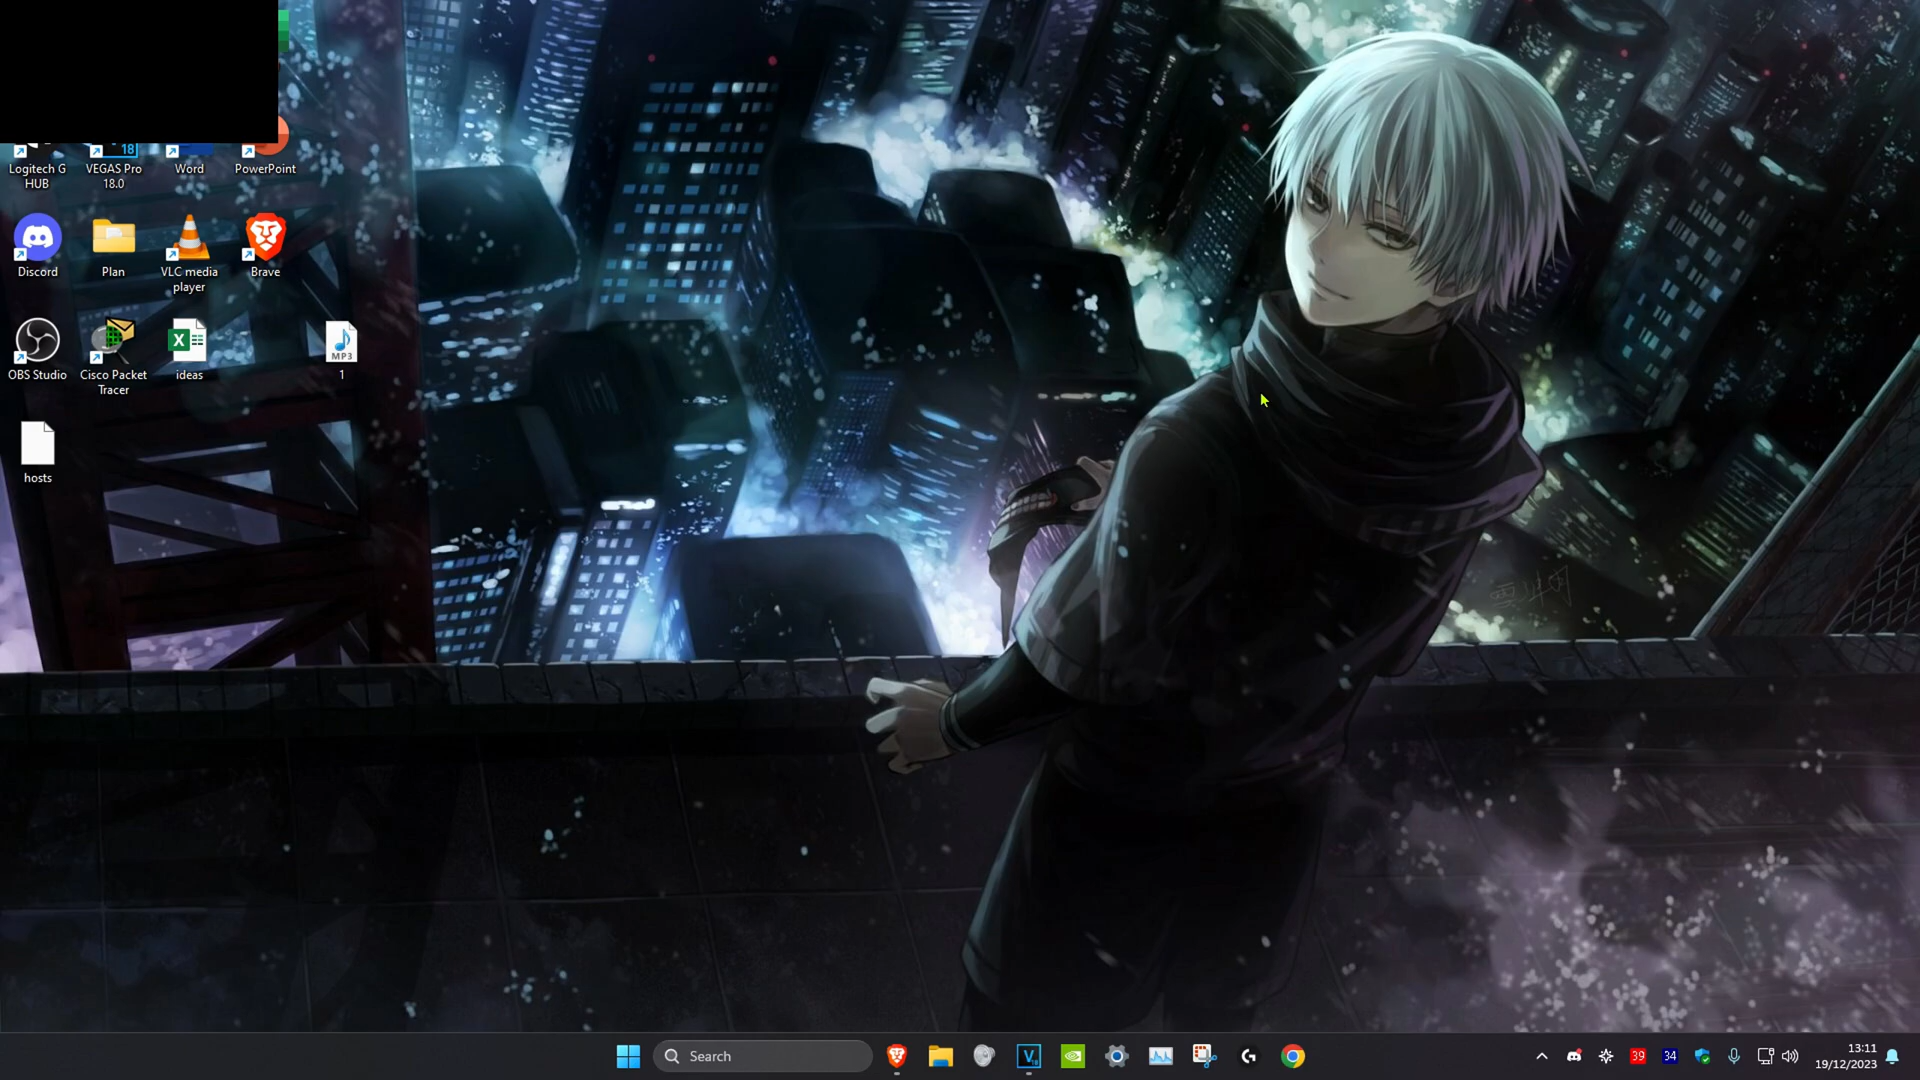 Logitech G
HUB
18
VEGAS Pro
18.0
Word
PowerPoint
Discord
Plan
VLC media
player
Brave
OBS Studio
Cisco Packet
Tracer
X
ideas
MP3
1
hosts
Search
V
18
39
34
13:11
19/12/2023